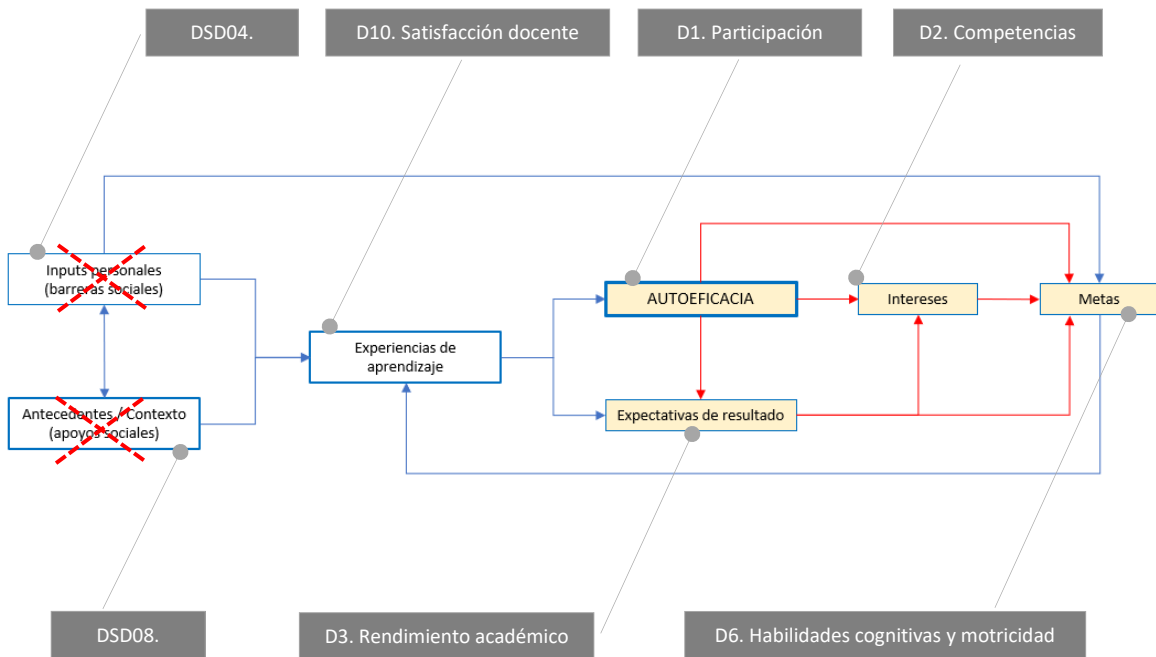 DSD04.
D10. Satisfacción docente
D1. Participación
D2. Competencias
Inputs personales
(barreras sociales)
AUTOEFICACIA
Intereses
Metas
Experiencias de
aprendizaje
Antecedentes / Contexto
(apoyos sociales)
Expectativas de resultado
DSD08.
D3. Rendimiento académico
D6. Habilidades cognitivas y motricidad